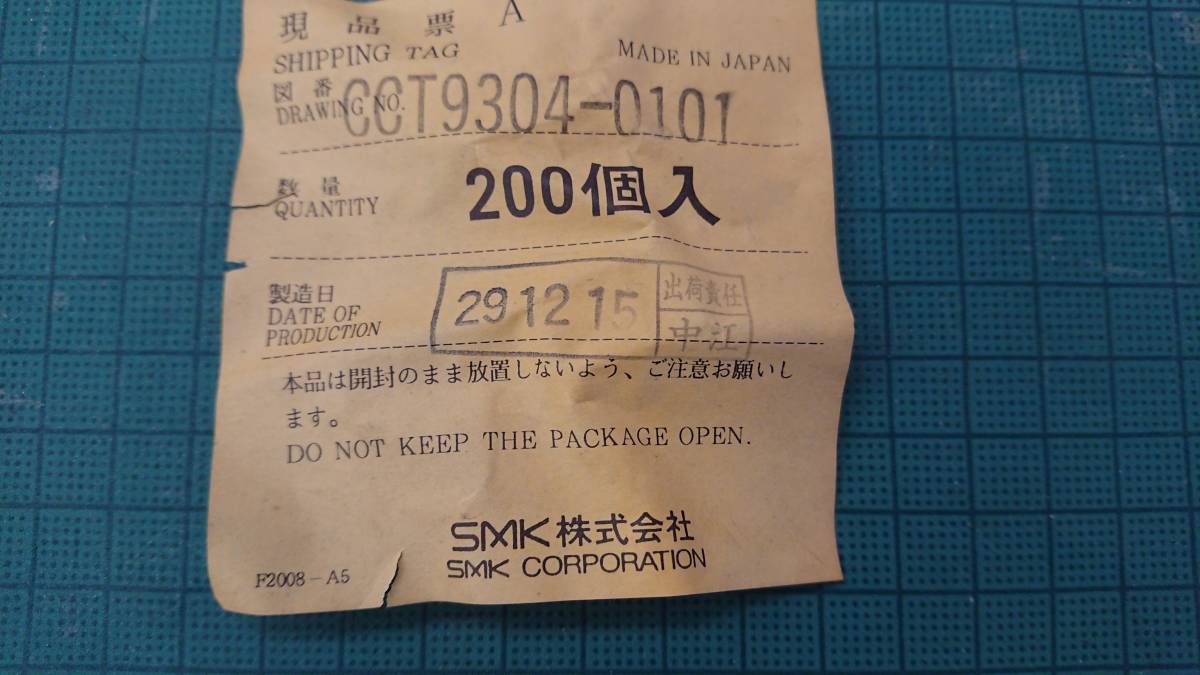 現品票 A
SHIPPING TAG
MADE IN JAPAN
図番
DRAWING NO.
CCT9304-0101
数量
QUANTITY
200個入
製造日
DATE OF
PRODUCTION
29 12 15
出荷責任
中江
本品は開封のまま放置しないよう、ご注意お願いし
ます。
DO NOT KEEP THE PACKAGE OPEN.
SMK株式会社
SMK CORPORATION
F2008-A5